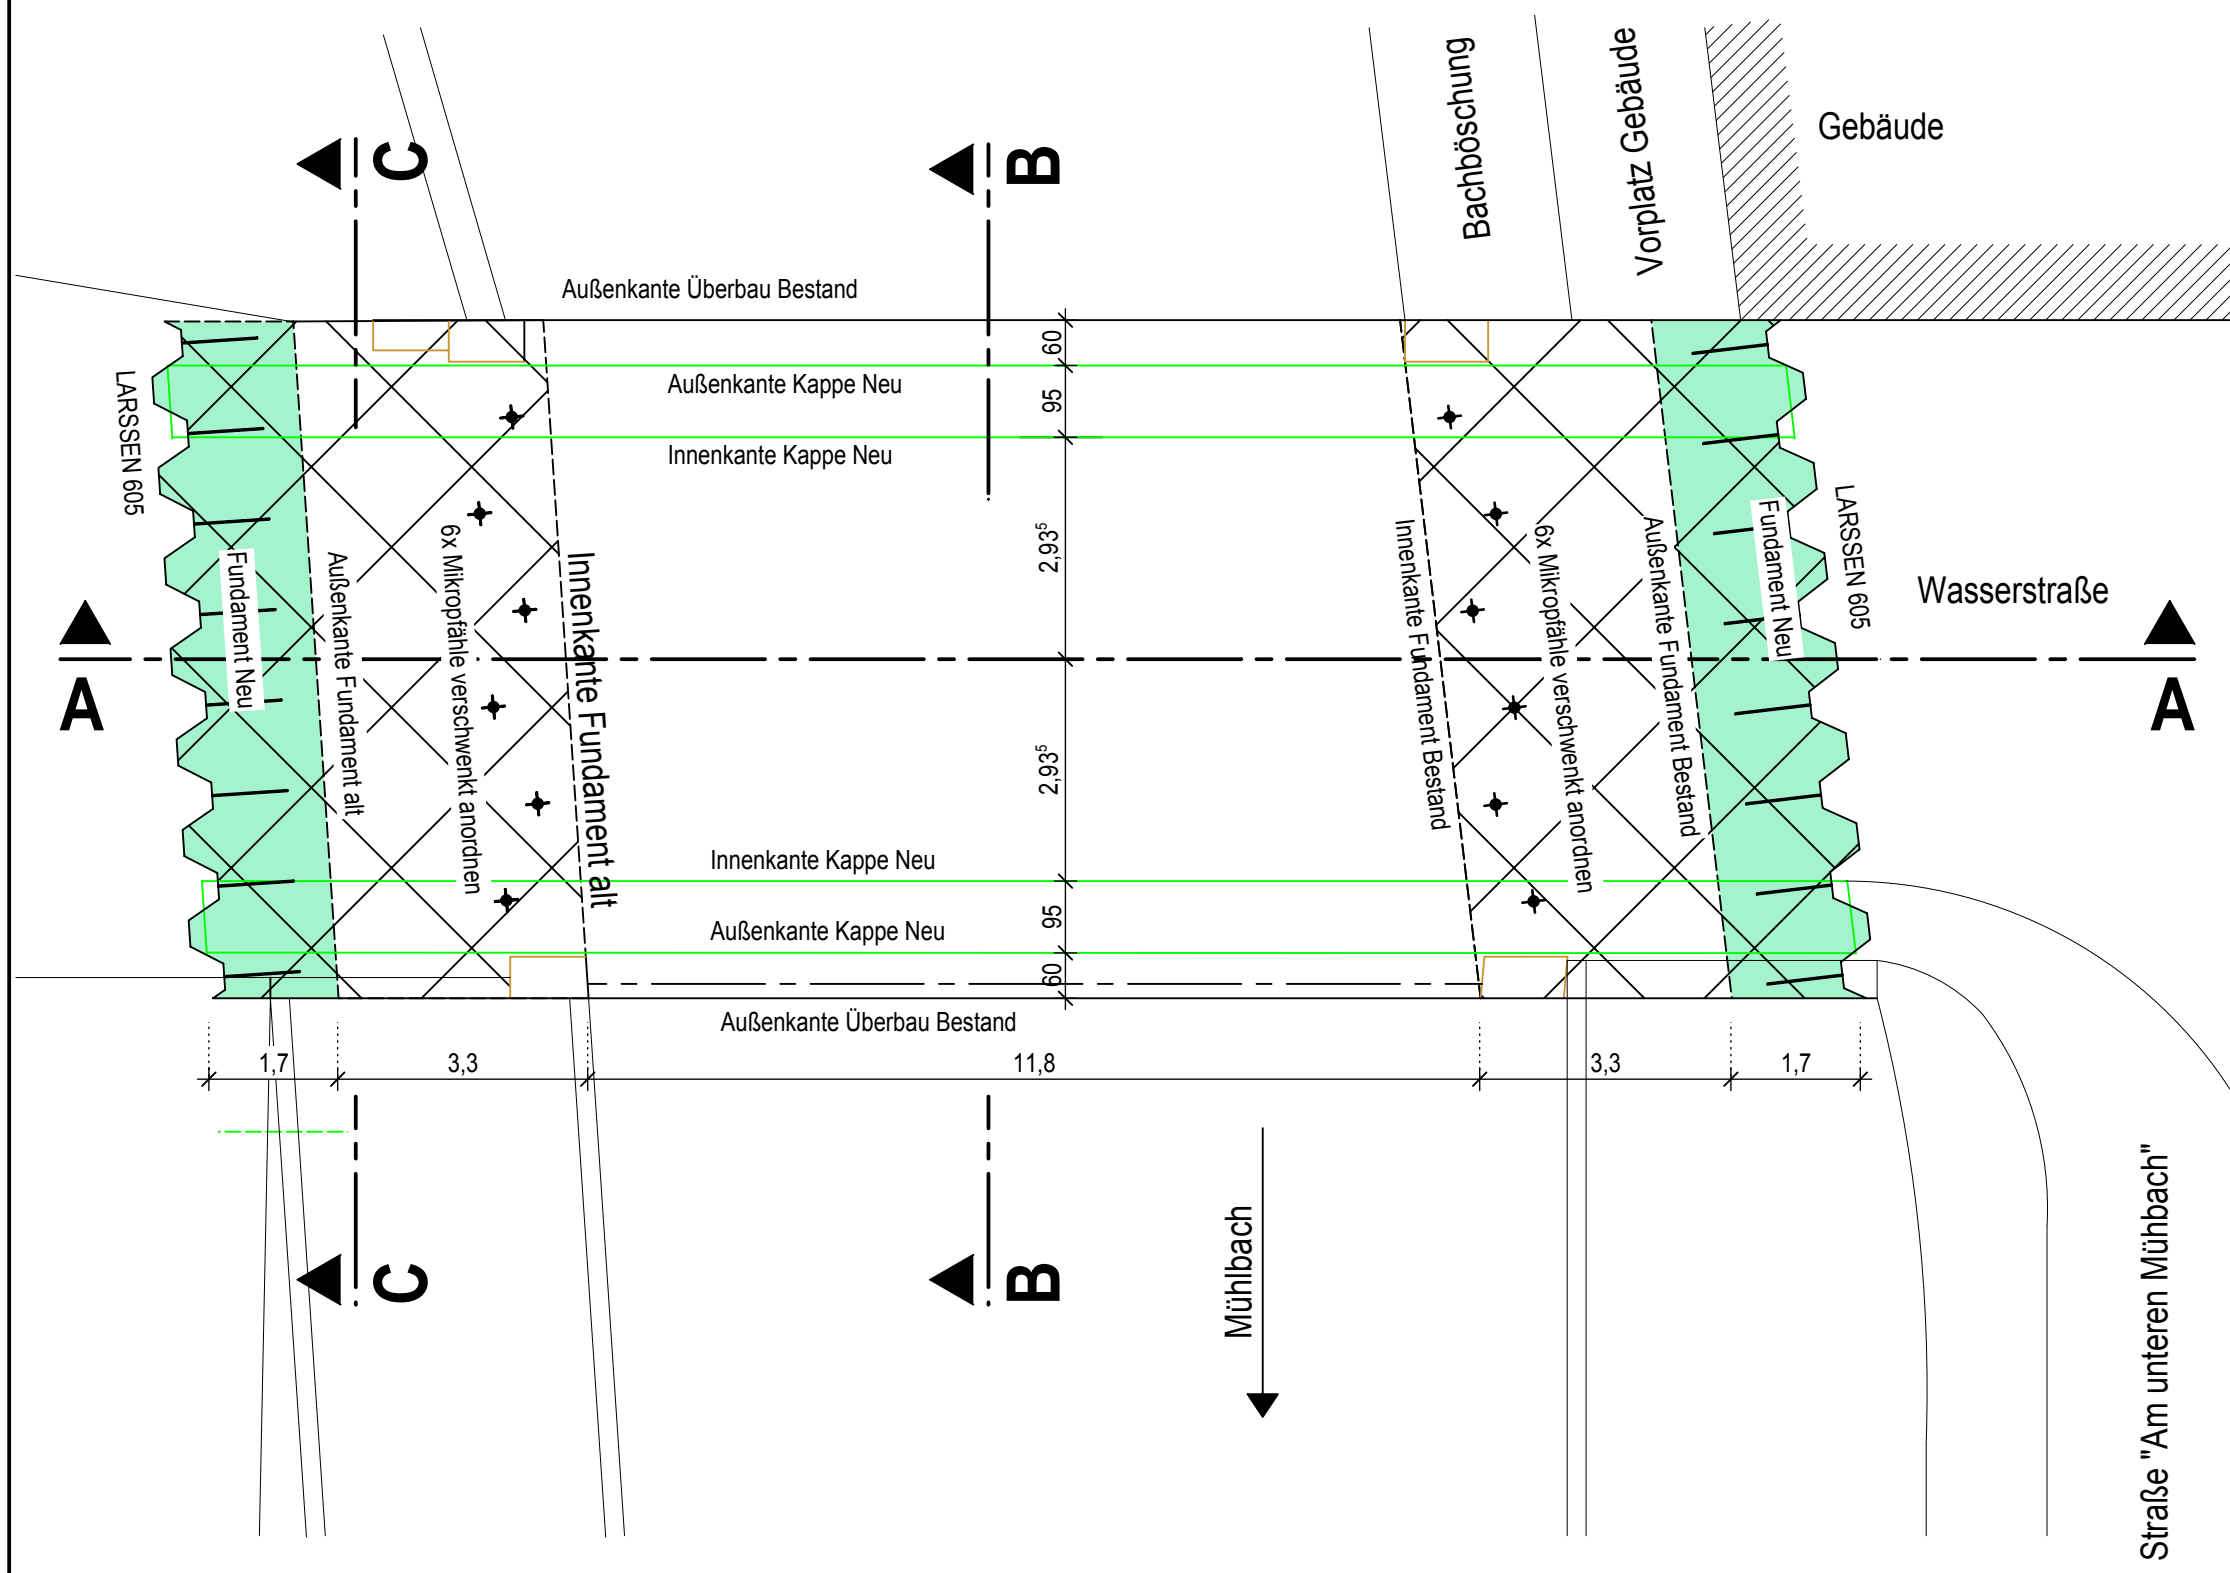 C
B
Bachböschung
Vorplatz Gebäude
Gebäude
Außenkante Überbau Bestand
60
Außenkante Kappe Neu
95
Innenkante Kappe Neu
LARSSEN 605
Fundament Neu
Außenkante Fundament alt
6x Mikropfähle verschwenkt anordnen
Innenkante Fundament alt
2,93⁵
Innenkante Fundament Bestand
6x Mikropfähle verschwenkt anordnen
Außenkante Fundament Bestand
Fundament Neu
LARSSEN 605
Wasserstraße
A
A
2,93⁵
Innenkante Kappe Neu
95
Außenkante Kappe Neu
60
Außenkante Überbau Bestand
1,7
3,3
11,8
3,3
1,7
C
B
Mühlbach
Straße "Am unteren Mühbach"